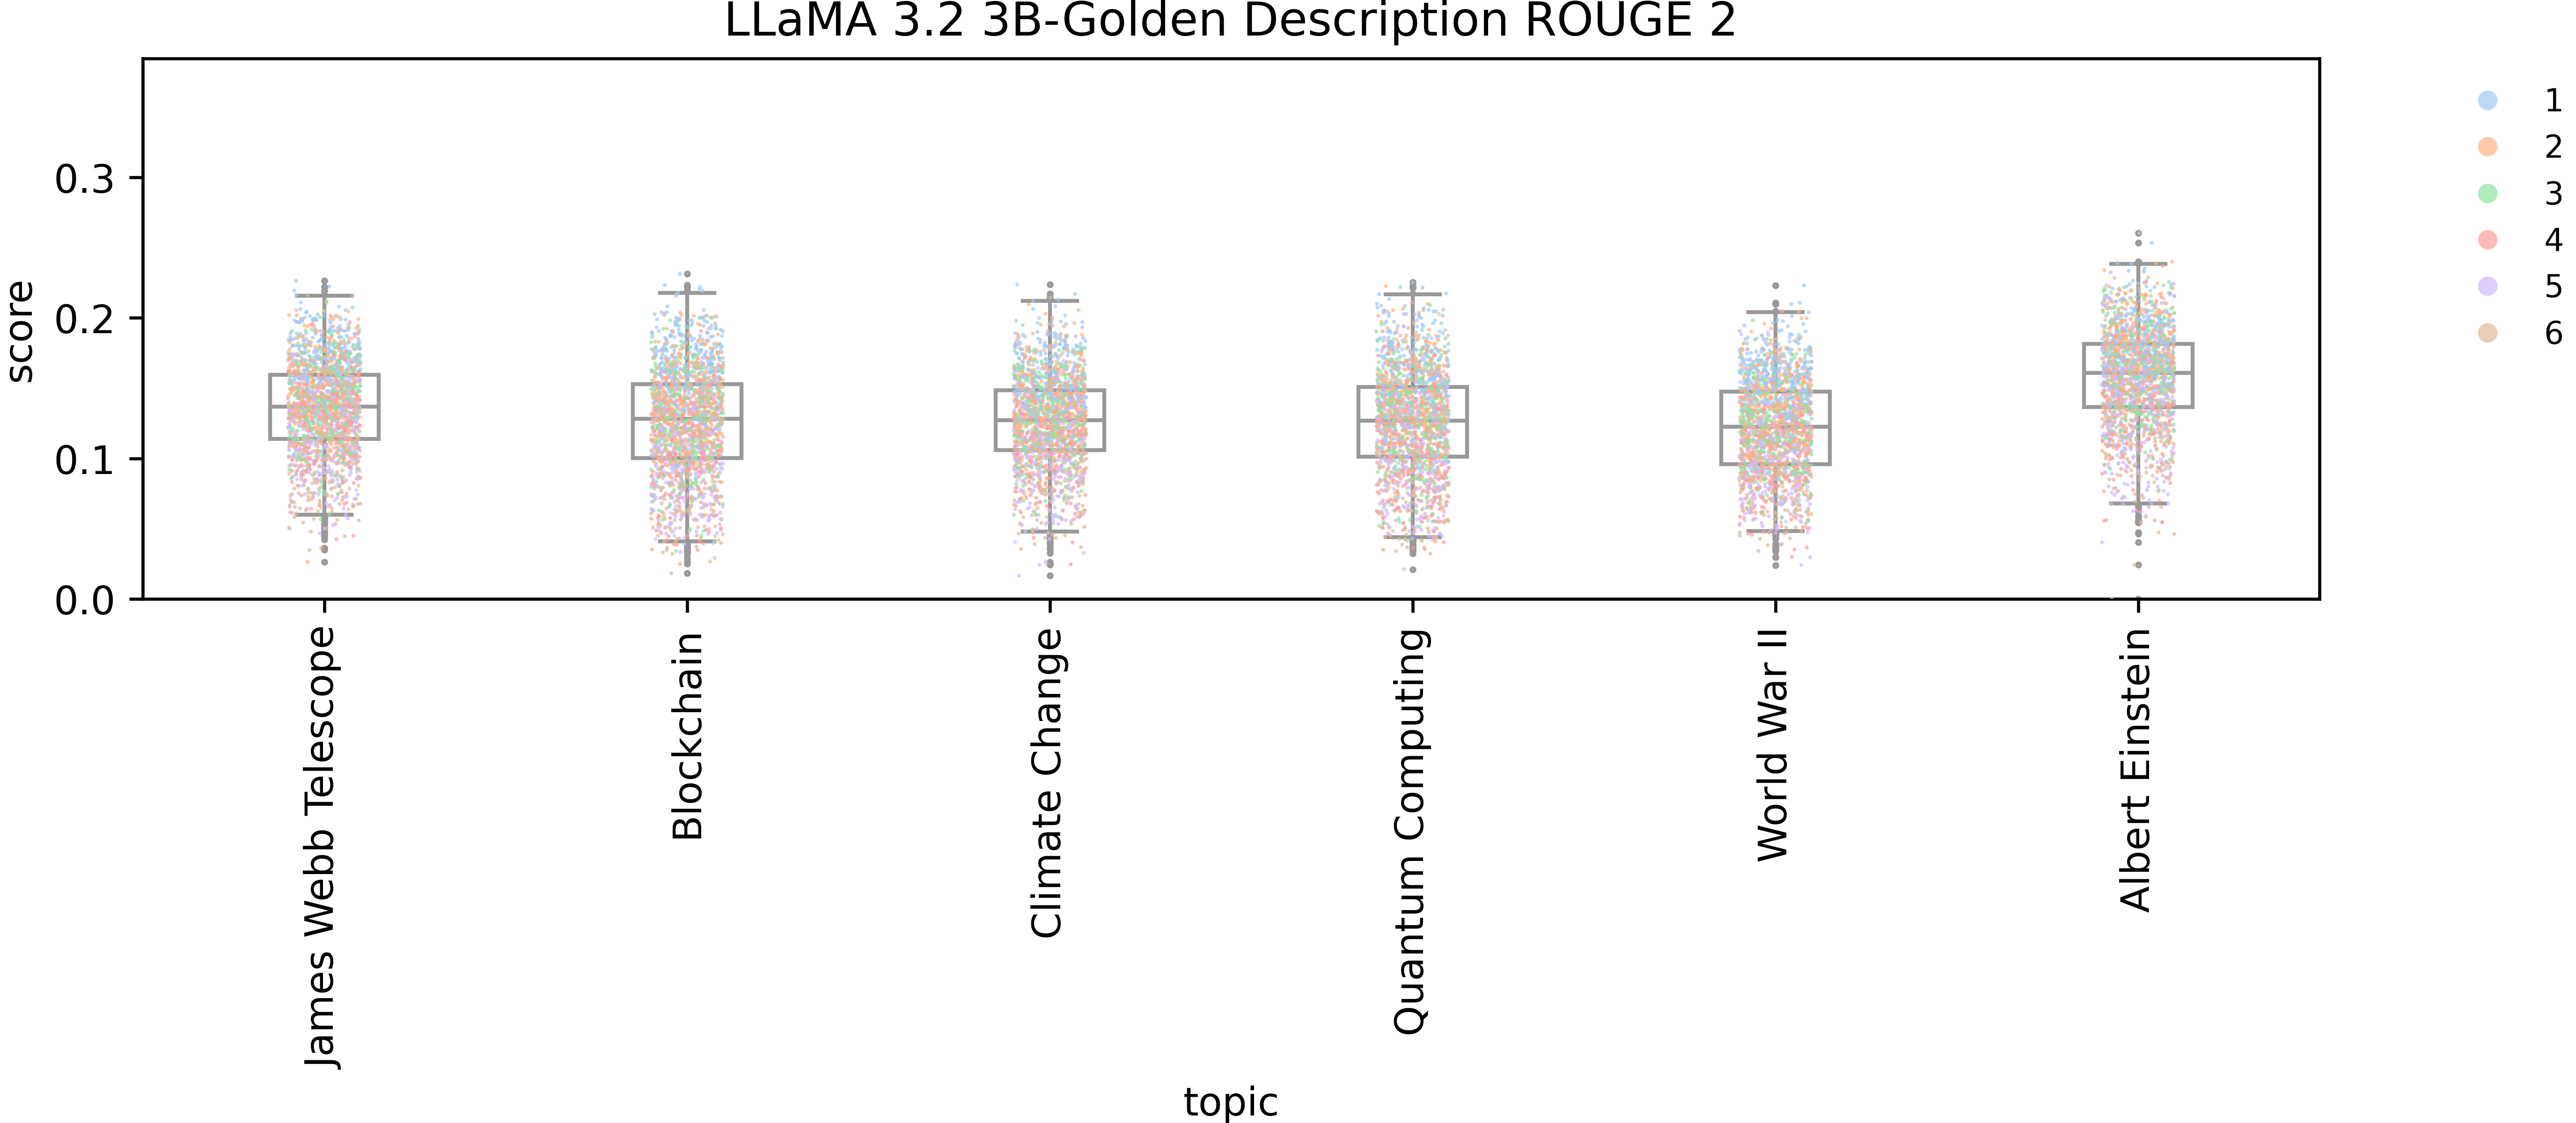 LLaMA 3.2 3B-Golden Description ROUGE 2
score
0.3
0.2
0.1
0.0
1
2
3
4
5
6
James Webb Telescope
Blockchain
Climate Change
Quantum Computing
World War II
Albert Einstein
topic